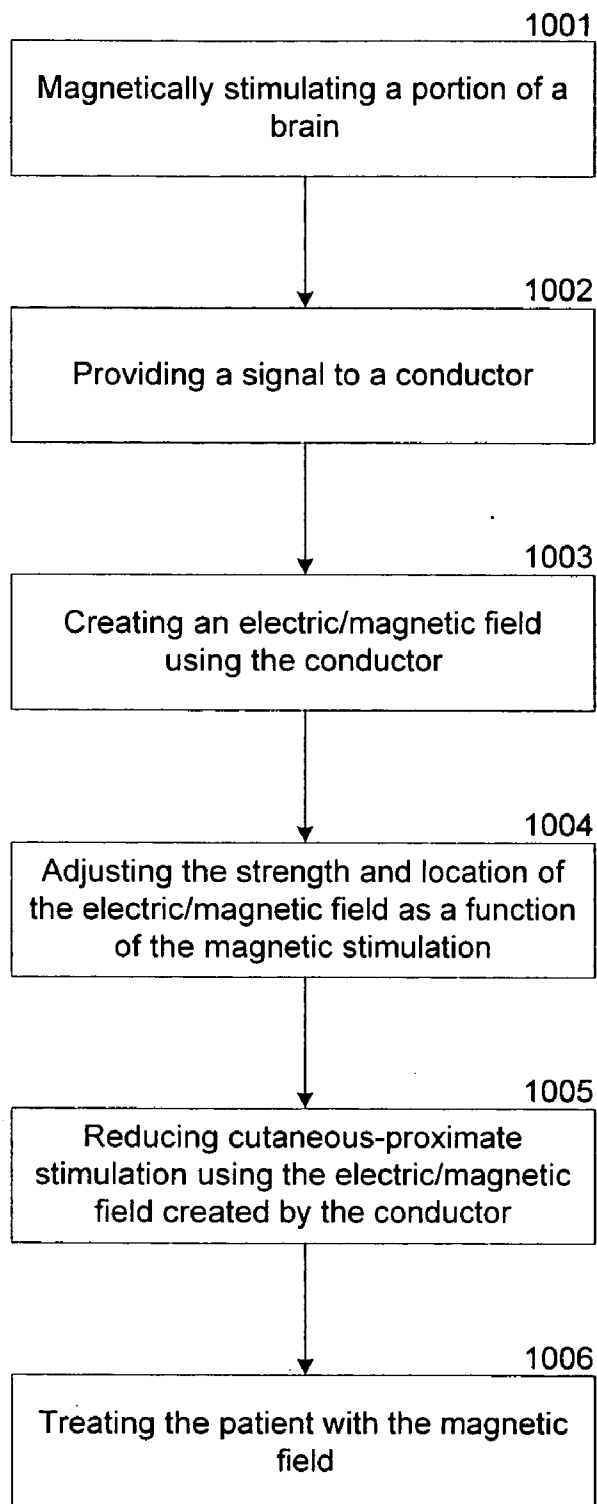 1001
Magnetically stimulating a portion of a
brain
1002
Providing a signal to a conductor
1003
Creating an electric/magnetic field
using the conductor
1004
Adjusting the strength and location of
the electric/magnetic field as a function
of the magnetic stimulation
1005
Reducing cutaneous-proximate
stimulation using the electric/magnetic
field created by the conductor
1006
Treating the patient with the magnetic
field